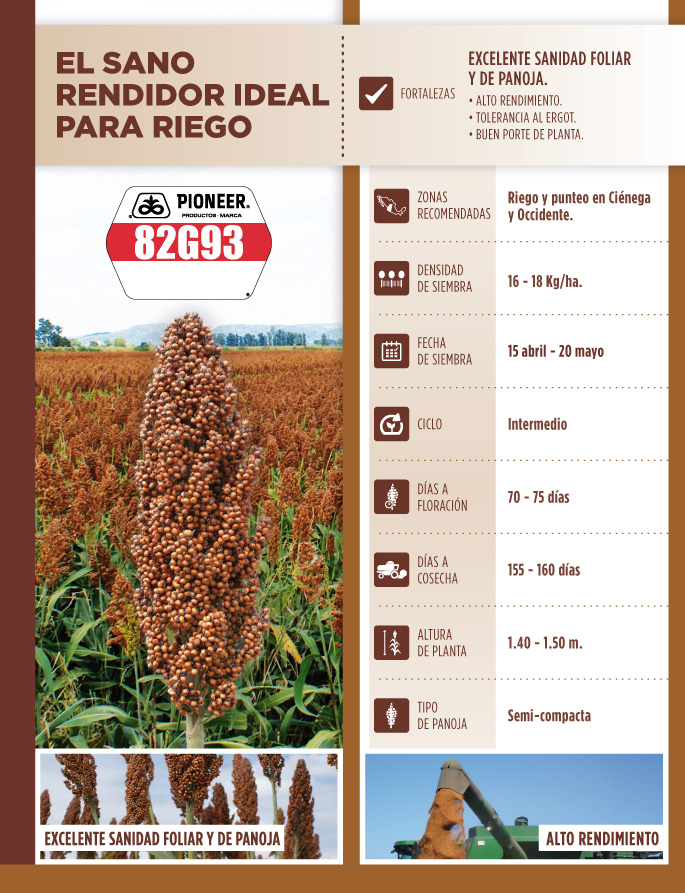 EL SANO
RENDIDOR IDEAL
PARA RIEGO
FORTALEZAS
EXCELENTE SANIDAD FOLIAR
Y DE PANOJA.
• ALTO RENDIMIENTO.
• TOLERANCIA AL ERGOT.
• BUEN PORTE DE PLANTA.
PIONEER®
PRODUCTOS · MARCA
82G93
ZONAS
RECOMENDADAS
Riego y punteo en Ciénega
y Occidente.
DENSIDAD
DE SIEMBRA
16 - 18 Kg/ha.
FECHA
DE SIEMBRA
15 abril - 20 mayo
CICLO
Intermedio
DÍAS A
FLORACIÓN
70 - 75 días
DÍAS A
COSECHA
155 - 160 días
ALTURA
DE PLANTA
1.40 - 1.50 m.
TIPO
DE PANOJA
Semi-compacta
EXCELENTE SANIDAD FOLIAR Y DE PANOJA
ALTO RENDIMIENTO